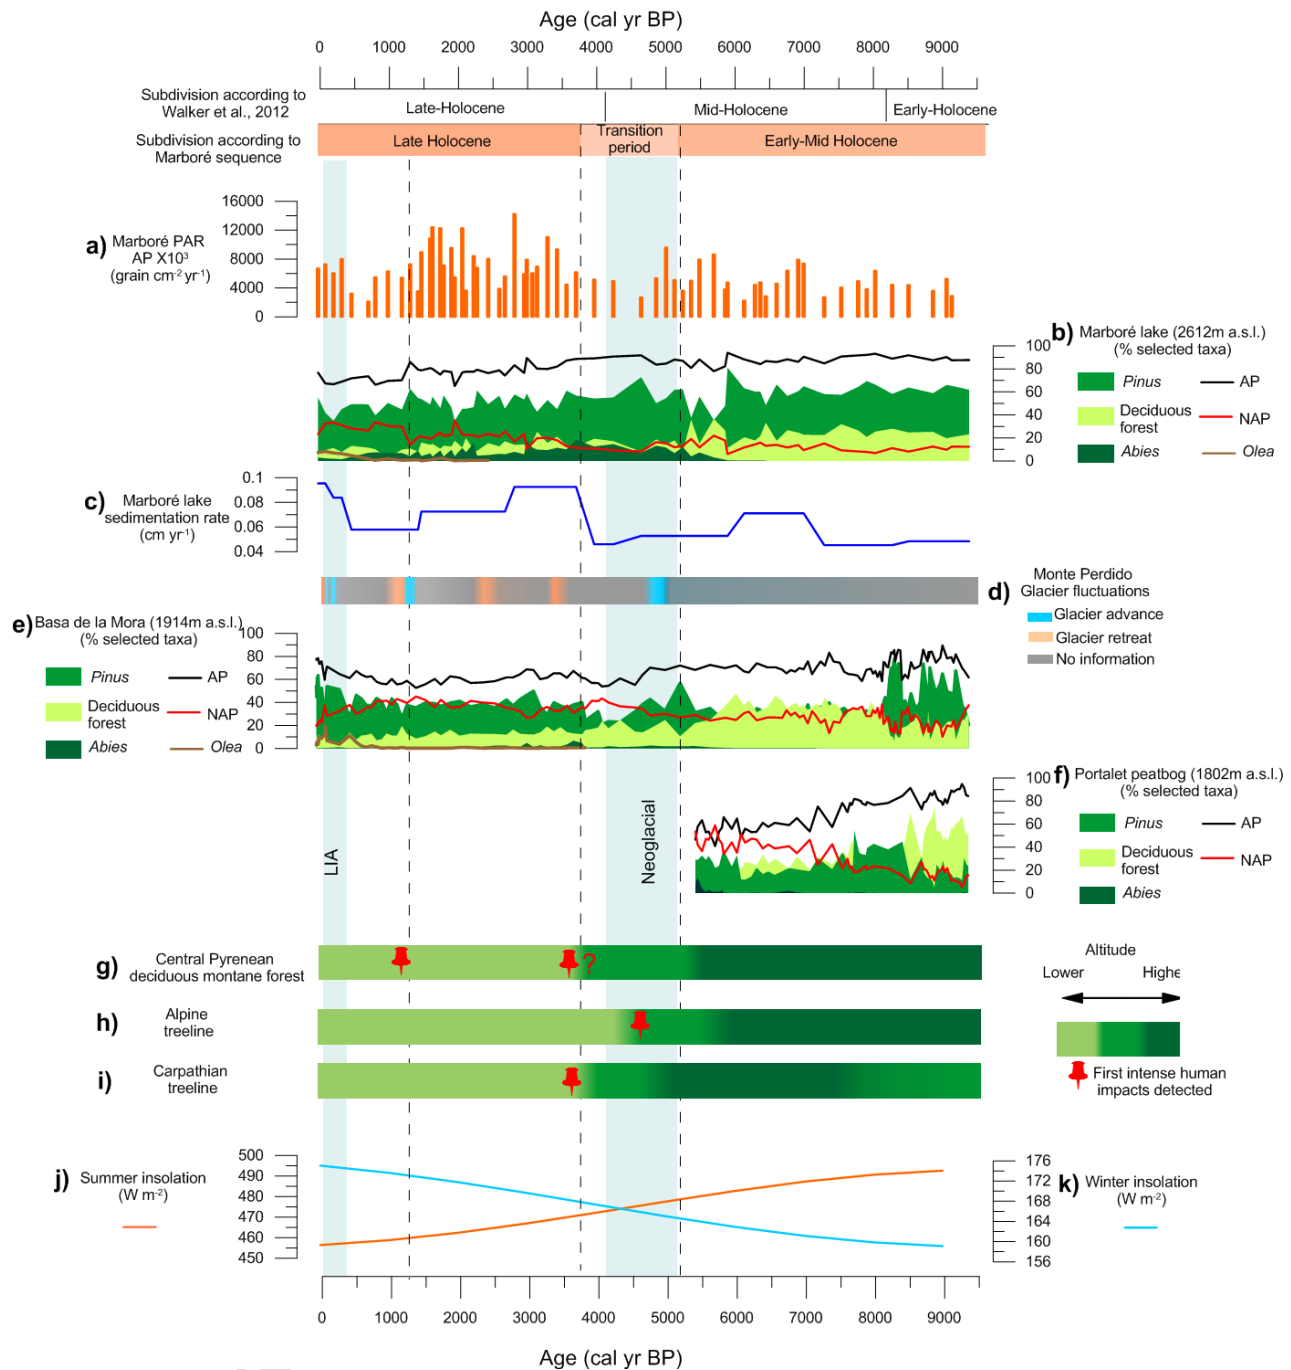 Age (cal yr BP)
0 1000 2000 3000 4000 5000 6000 7000 8000 9000
Subdivision according to
Walker et al., 2012
Late-Holocene Mid-Holocene Early-Holocene
Subdivision according to
Marboré sequence
Late Holocene
Transition
period
Early-Mid Holocene
a) Marboré PAR
AP X10³
(grain cm⁻² yr⁻¹)
16000
12000
8000
4000
0
b) Marboré lake (2612m a.s.l.)
(% selected taxa)
100
80
60
40
20
0
Pinus AP
Deciduous
forest
NAP
Abies Olea
c) Marboré lake
sedimentation rate
(cm yr⁻¹)
0.1
0.08
0.06
0.04
d) Monte Perdido
Glacier fluctuations
Glacier advance
Glacier retreat
No information
e) Basa de la Mora (1914m a.s.l.)
(% selected taxa)
100
80
60
40
20
0
Pinus AP
Deciduous
forest
NAP
Abies Olea
f) Portalet peatbog (1802m a.s.l.)
(% selected taxa)
100
80
60
40
20
0
Pinus AP
Deciduous
forest
NAP
Abies
LIA
Neoglacial
g) Central Pyrenean
deciduous montane forest
?
h) Alpine
treeline
i) Carpathian
treeline
Altitude
Lower Highe
First intense human
impacts detected
j) Summer insolation
(W m⁻²)
500
490
480
470
460
450
k) Winter insolation
(W m⁻²)
176
172
168
164
160
156
0 1000 2000 3000 4000 5000 6000 7000 8000 9000
Age (cal yr BP)